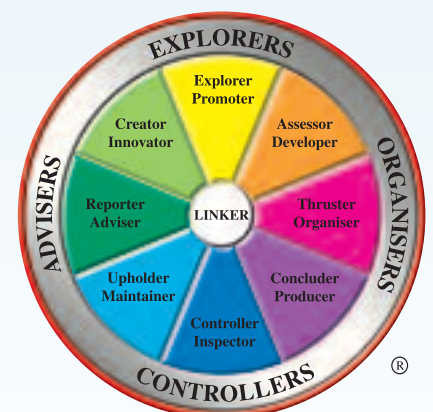 EXPLORERS
Explorer
Promoter
Creator
Innovator
Assessor
Developer
ADVISERS
ORGANISERS
Reporter
Adviser
LINKER
Thruster
Organiser
Upholder
Maintainer
Concluder
Producer
Controller
Inspector
CONTROLLERS
®